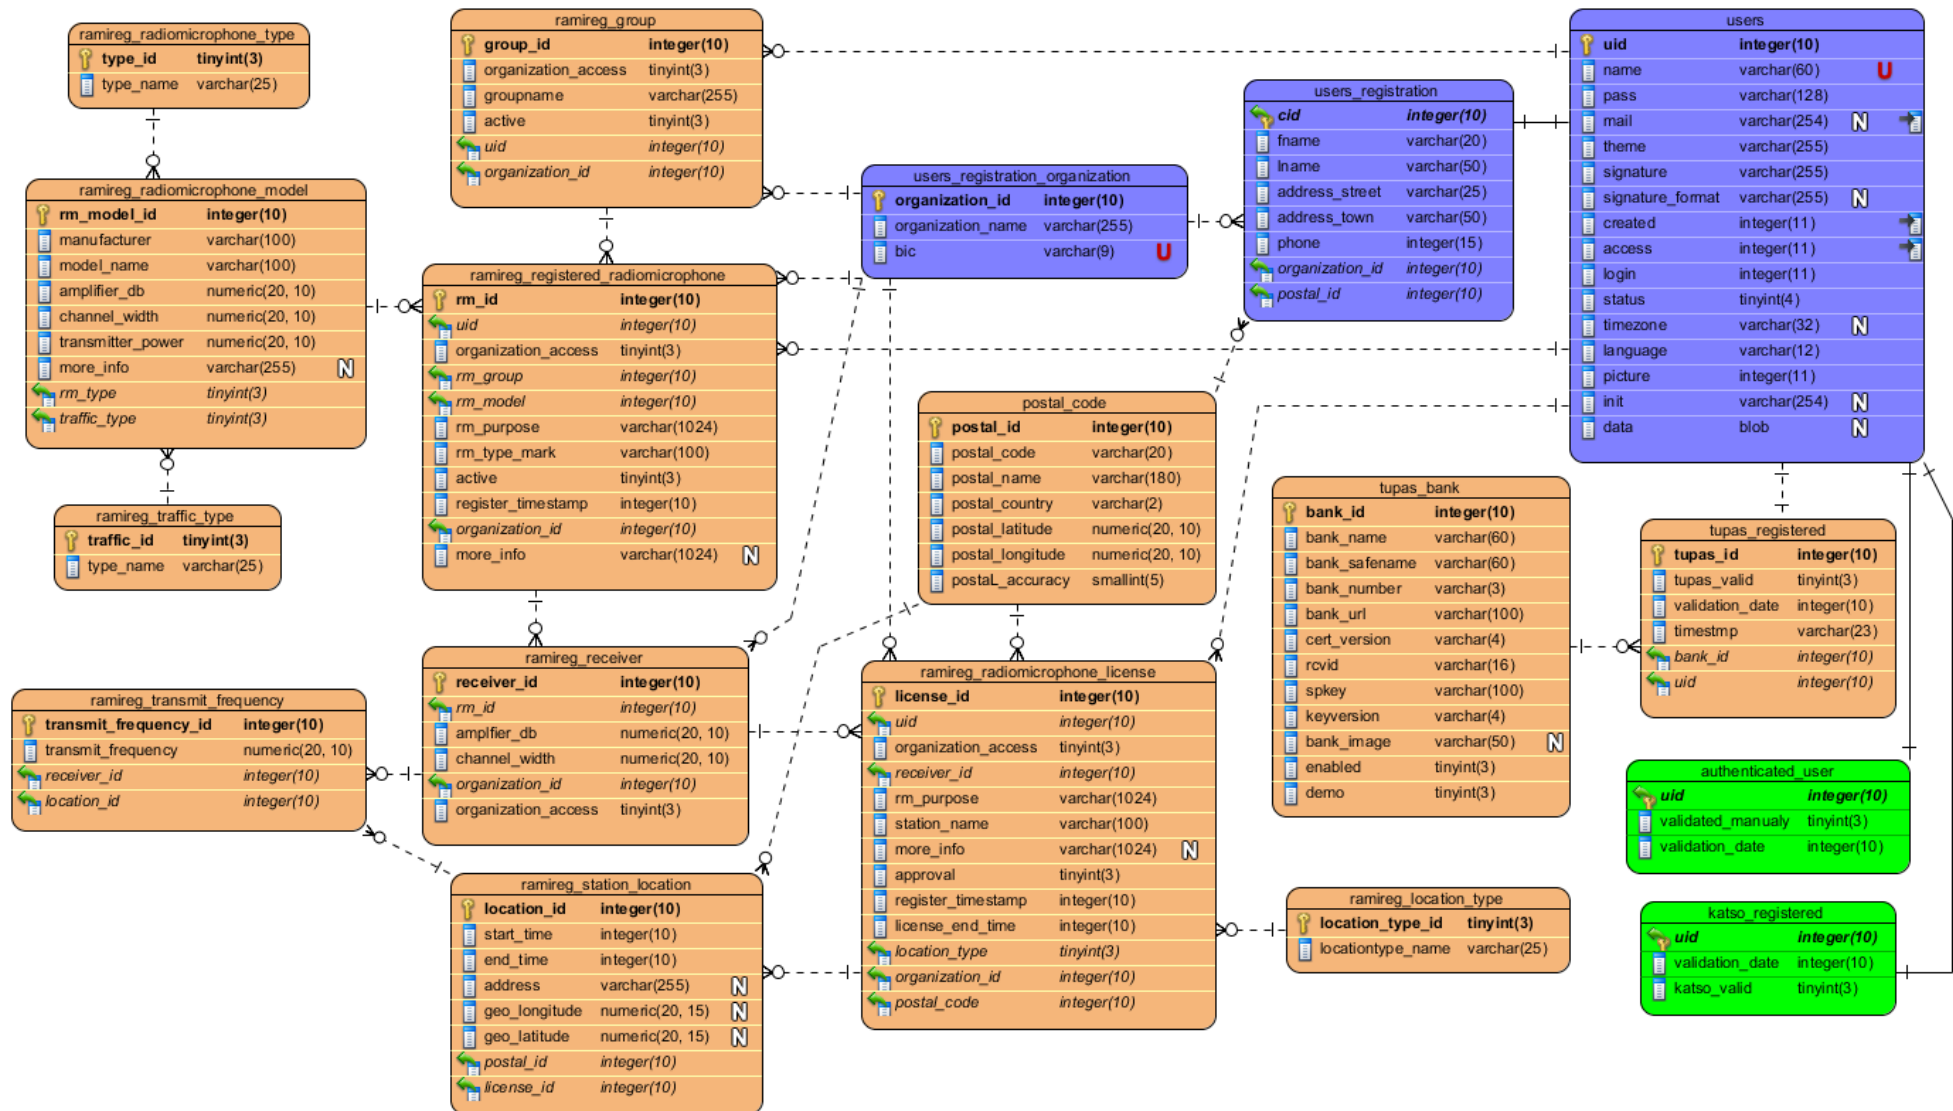 ramireg_radiomicrophone_type
type_id tinyint(3)
type_name varchar(25)
ramireg_group
group_id integer(10)
organization_access tinyint(3)
groupname varchar(255)
active tinyint(3)
uid integer(10)
organization_id integer(10)
users
uid integer(10)
name varchar(60) U
pass varchar(128)
mail varchar(254) N
theme varchar(255)
signature varchar(255)
signature_format varchar(255) N
created integer(11)
access integer(11)
login integer(11)
status tinyint(4)
timezone varchar(32) N
language varchar(12)
picture integer(11)
init varchar(254) N
data blob N
users_registration
cid integer(10)
fname varchar(20)
lname varchar(50)
address_street varchar(25)
address_town varchar(50)
phone integer(15)
organization_id integer(10)
postal_id integer(10)
users_registration_organization
organization_id integer(10)
organization_name varchar(255)
bic varchar(9) U
ramireg_radiomicrophone_model
rm_model_id integer(10)
manufacturer varchar(100)
model_name varchar(100)
amplifier_db numeric(20, 10)
channel_width numeric(20, 10)
transmitter_power numeric(20, 10)
more_info varchar(255) N
rm_type tinyint(3)
traffic_type tinyint(3)
ramireg_registered_radiomicrophone
rm_id integer(10)
uid integer(10)
organization_access tinyint(3)
rm_group integer(10)
rm_model integer(10)
rm_purpose varchar(1024)
rm_type_mark varchar(100)
active tinyint(3)
register_timestamp integer(10)
organization_id integer(10)
more_info varchar(1024) N
postal_code
postal_id integer(10)
postal_code varchar(20)
postal_name varchar(180)
postal_country varchar(2)
postal_latitude numeric(20, 10)
postal_longitude numeric(20, 10)
postaL_accuracy smallint(5)
ramireg_traffic_type
traffic_id tinyint(3)
type_name varchar(25)
tupas_bank
bank_id integer(10)
bank_name varchar(60)
bank_safename varchar(60)
bank_number varchar(3)
bank_url varchar(100)
cert_version varchar(4)
rcvid varchar(16)
spkey varchar(100)
keyversion varchar(4)
bank_image varchar(50) N
enabled tinyint(3)
demo tinyint(3)
tupas_registered
tupas_id integer(10)
tupas_valid tinyint(3)
validation_date integer(10)
timestmp varchar(23)
bank_id integer(10)
uid integer(10)
ramireg_receiver
receiver_id integer(10)
rm_id integer(10)
amplfier_db numeric(20, 10)
channel_width numeric(20, 10)
organization_id integer(10)
organization_access tinyint(3)
ramireg_radiomicrophone_license
license_id integer(10)
uid integer(10)
organization_access tinyint(3)
receiver_id integer(10)
rm_purpose varchar(1024)
station_name varchar(100)
more_info varchar(1024) N
approval tinyint(3)
register_timestamp integer(10)
license_end_time integer(10)
location_type tinyint(3)
organization_id integer(10)
postal_code integer(10)
ramireg_transmit_frequency
transmit_frequency_id integer(10)
transmit_frequency numeric(20, 10)
receiver_id integer(10)
location_id integer(10)
authenticated_user
uid integer(10)
validated_manualy tinyint(3)
validation_date integer(10)
ramireg_station_location
location_id integer(10)
start_time integer(10)
end_time integer(10)
address varchar(255) N
geo_longitude numeric(20, 15) N
geo_latitude numeric(20, 15) N
postal_id integer(10)
license_id integer(10)
ramireg_location_type
location_type_id tinyint(3)
locationtype_name varchar(25)
katso_registered
uid integer(10)
validation_date integer(10)
katso_valid tinyint(3)